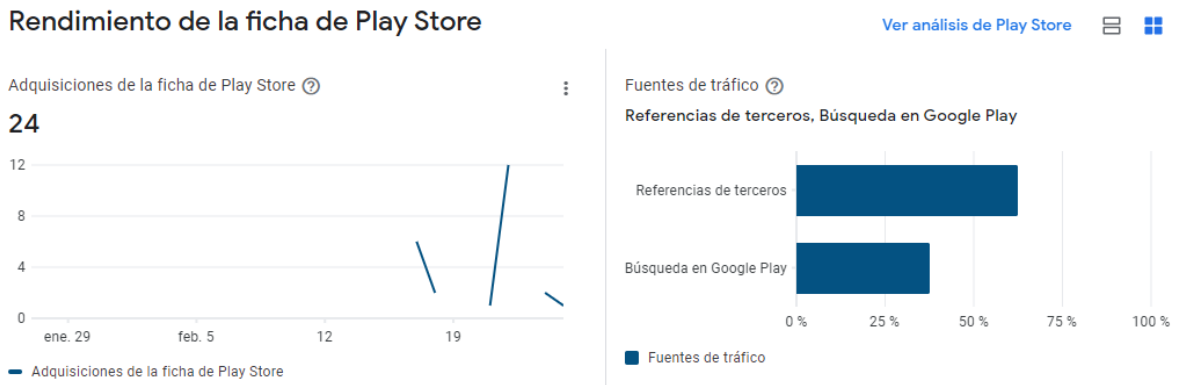 Rendimiento de la ficha de Play Store
Ver análisis de Play Store
Adquisiciones de la ficha de Play Store
24
12
8
4
0
ene. 29 feb. 5 12 19
Adquisiciones de la ficha de Play Store
Fuentes de tráfico
Referencias de terceros, Búsqueda en Google Play
Referencias de terceros
Búsqueda en Google Play
0 % 25 % 50 % 75 % 100 %
Fuentes de tráfico